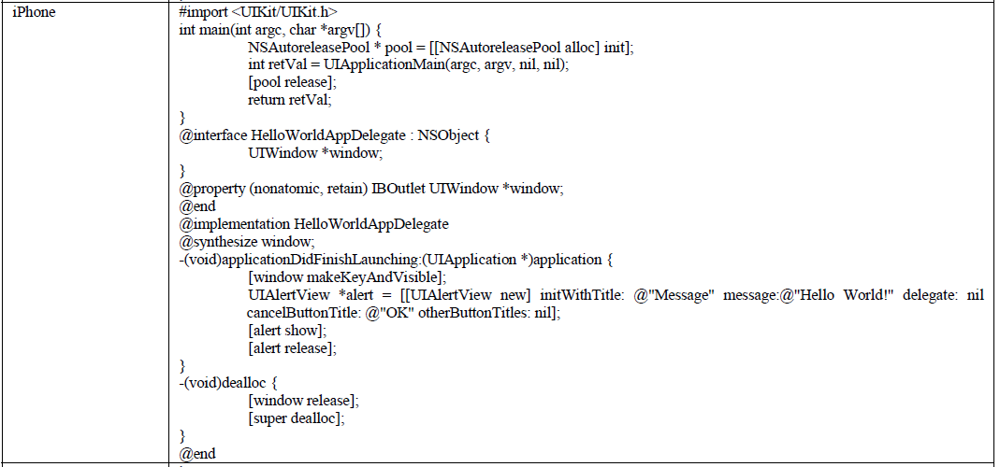 iPhone
#import <UIKit/UIKit.h>
int main(int argc, char *argv[]) {
NSAutoreleasePool * pool = [[NSAutoreleasePool alloc] init];
int retVal = UIApplicationMain(argc, argv, nil, nil);
[pool release];
return retVal;
}
@interface HelloWorldAppDelegate : NSObject {
UIWindow *window;
}
@property (nonatomic, retain) IBOutlet UIWindow *window;
@end
@implementation HelloWorldAppDelegate
@synthesize window;
-(void)applicationDidFinishLaunching:(UIApplication *)application {
[window makeKeyAndVisible];
UIAlertView *alert = [[UIAlertView new] initWithTitle: @"Message" message:@"Hello World!" delegate: nil
cancelButtonTitle: @"OK" otherButtonTitles: nil];
[alert show];
[alert release];
}
-(void)dealloc {
[window release];
[super dealloc];
}
@end